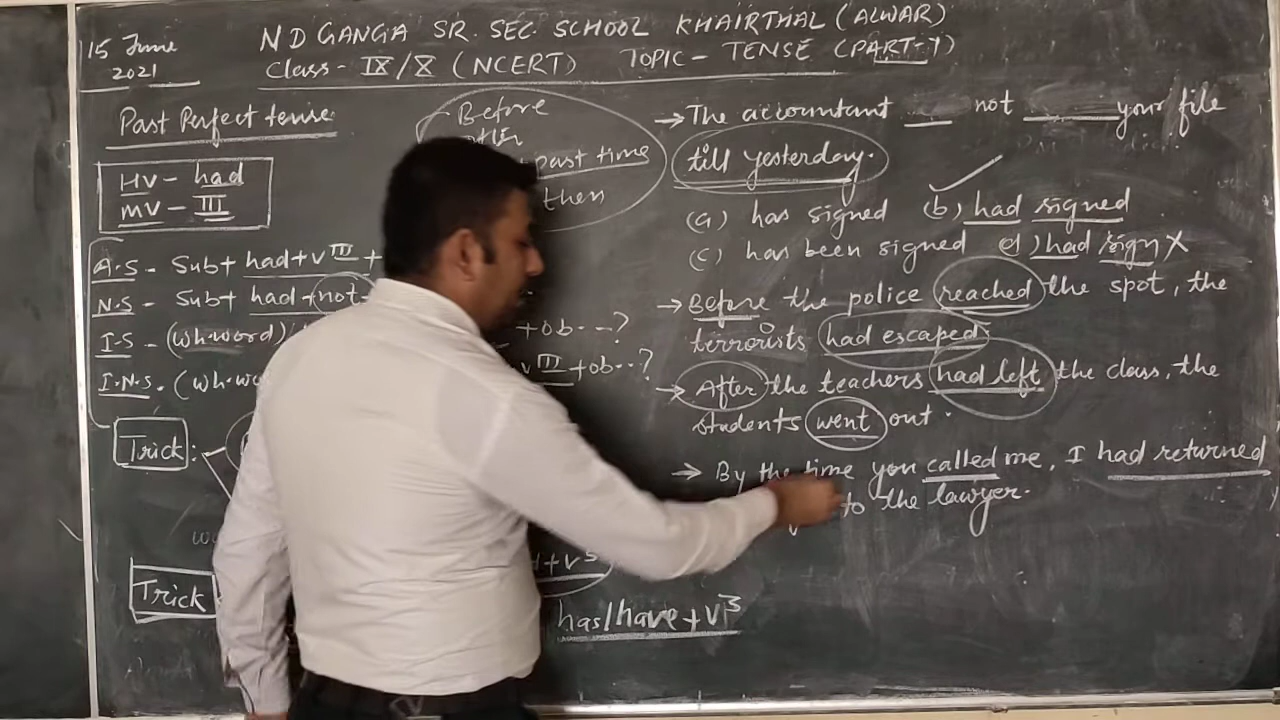 15 June
2021
N D GANGA SR. SEC. SCHOOL KHAIRTHAL (ALWAR)
Class - IX/X (NCERT) TOPIC - TENSE (PART-1)
Past Perfect tense
HV - had
MV - III
A.S - Sub + had + V III +
N.S - Sub + had + not
I.S - (wh-word)
+ ob---?
I.N.S. (wh-wo
V III + ob--?
Trick :-
Trick
has/have + V3
Before
past time
then
→ The accountant ___ not ______ your file
till yesterday.
(a) has signed (b) had signed
(c) has been signed d) had sign X
→ Before the police reached the spot, the
terrorists had escaped
→ After the teachers had left the class, the
students went out.
→ By the time you called me, I had returned
to the lawyer.